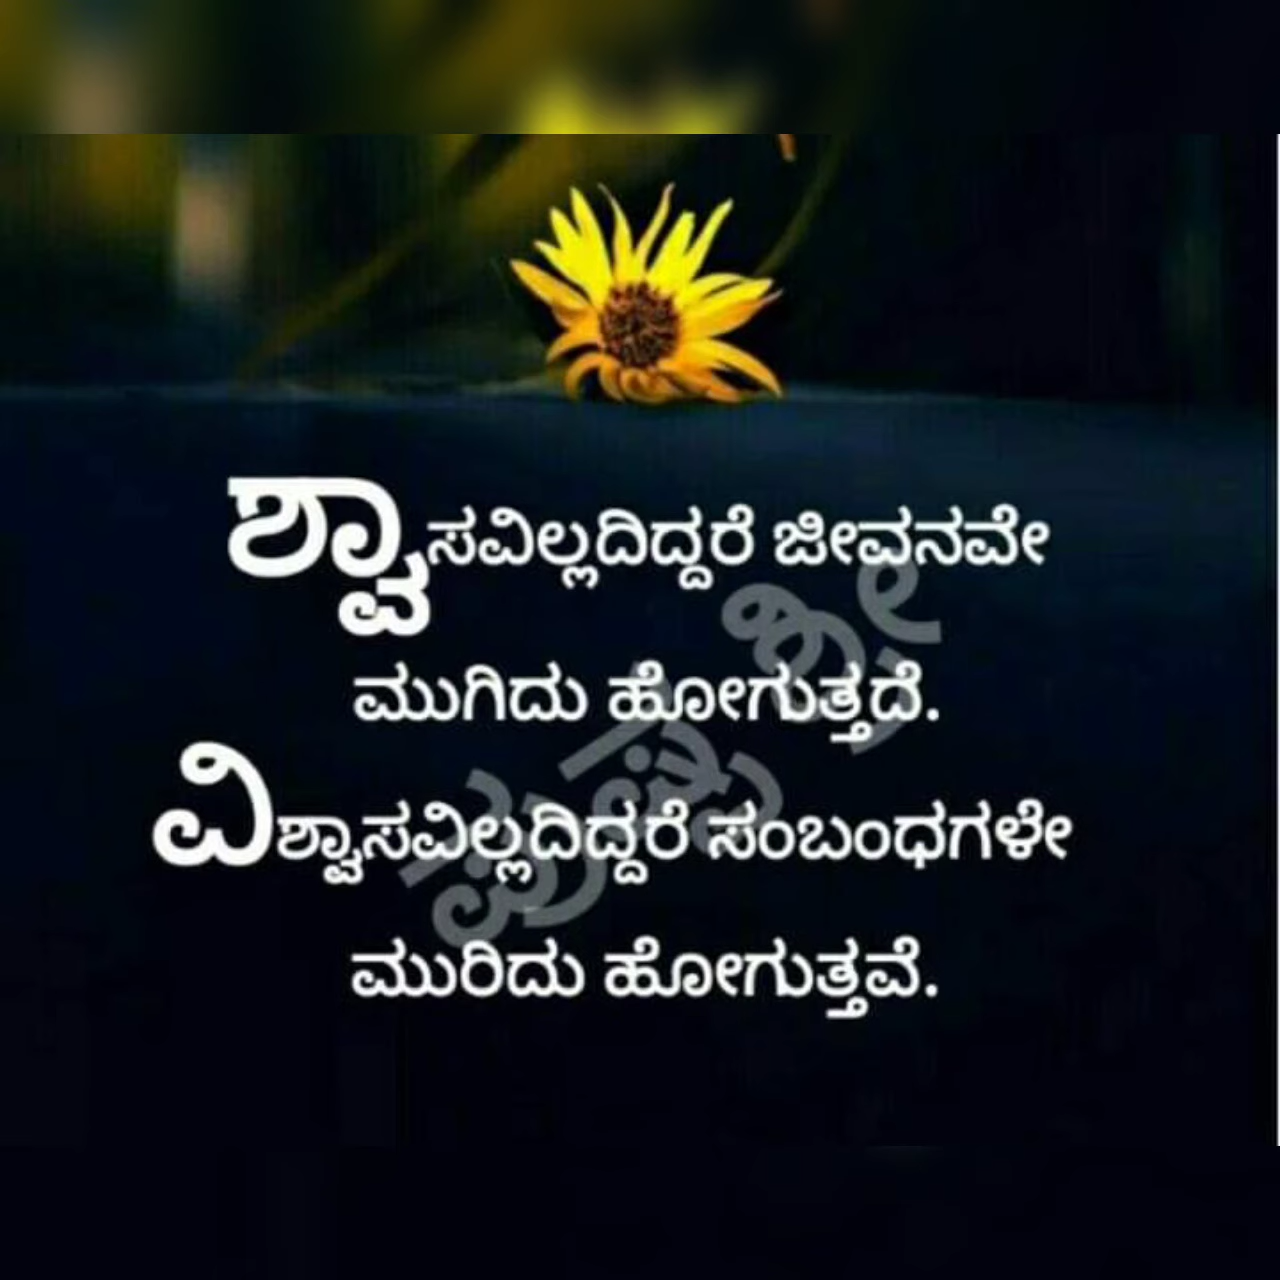 ಶ್ವಾಸವಿಲ್ಲದಿದ್ದರೆ ಜೀವನವೇ
ಮುಗಿದು ಹೋಗುತ್ತದೆ.
ವಿಶ್ವಾಸವಿಲ್ಲದಿದ್ದರೆ ಸಂಬಂಧಗಳೇ
ಮುರಿದು ಹೋಗುತ್ತವೆ.